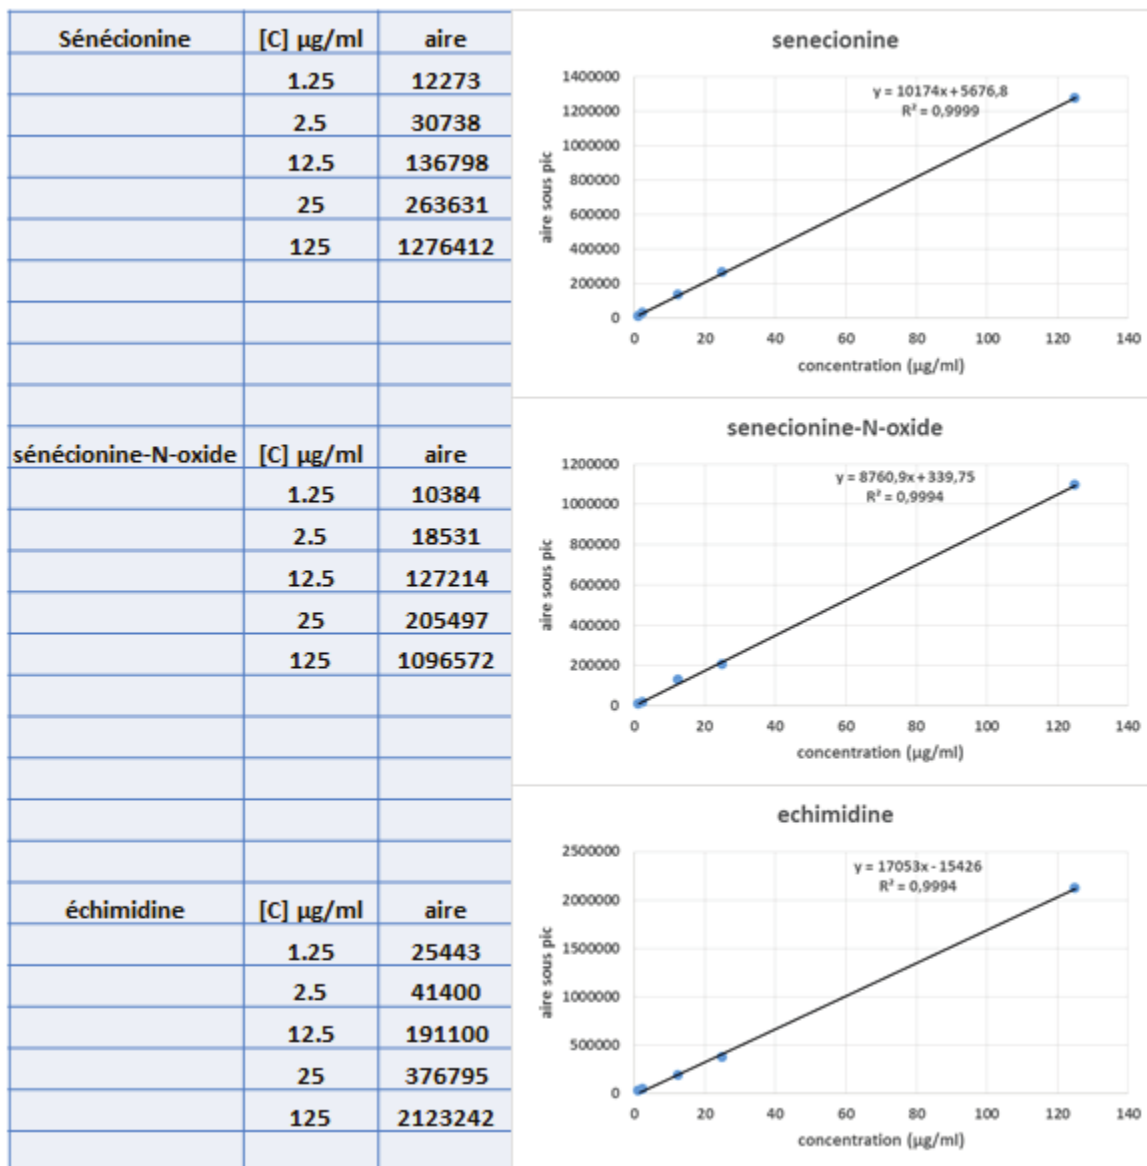 Sénécionine [C] µg/ml aire
1.25 12273
2.5 30738
12.5 136798
25 263631
125 1276412
senecionine
y = 10174x + 5676,8
R² = 0,9999
1400000
1200000
1000000
800000
600000
400000
200000
0
aire sous pic
0 20 40 60 80 100 120 140
concentration (µg/ml)
sénécionine-N-oxide [C] µg/ml aire
1.25 10384
2.5 18531
12.5 127214
25 205497
125 1096572
senecionine-N-oxide
y = 8760,9x + 339,75
R² = 0,9994
1200000
1000000
800000
600000
400000
200000
0
aire sous pic
0 20 40 60 80 100 120 140
concentration (µg/ml)
échimidine [C] µg/ml aire
1.25 25443
2.5 41400
12.5 191100
25 376795
125 2123242
echimidine
y = 17053x - 15426
R² = 0,9994
2500000
2000000
1500000
1000000
500000
0
aire sous pic
0 20 40 60 80 100 120 140
concentration (µg/ml)